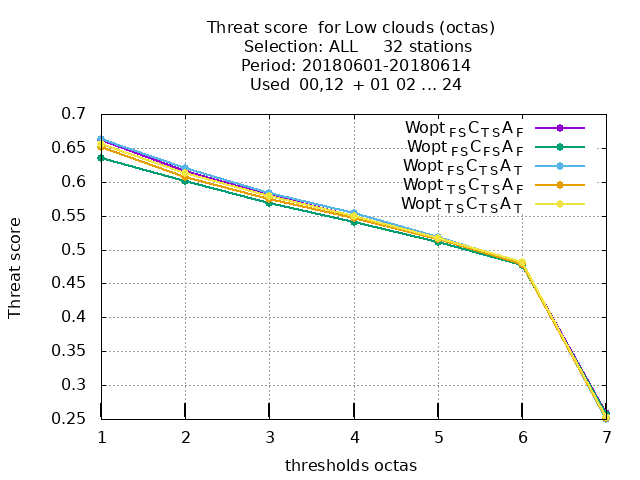 Threat score  for Low clouds (octas)
Selection: ALL     32 stations
Period: 20180601-20180614
Used  00,12  + 01 02 ... 24
0.7
0.65
0.6
0.55
0.5
0.45
0.4
0.35
0.3
0.25
Threat score
Wopt FS C TS A F
Wopt FS C FS A F
Wopt FS C TS A T
Wopt TS C TS A F
Wopt TS C TS A T
1 2 3 4 5 6 7
thresholds octas